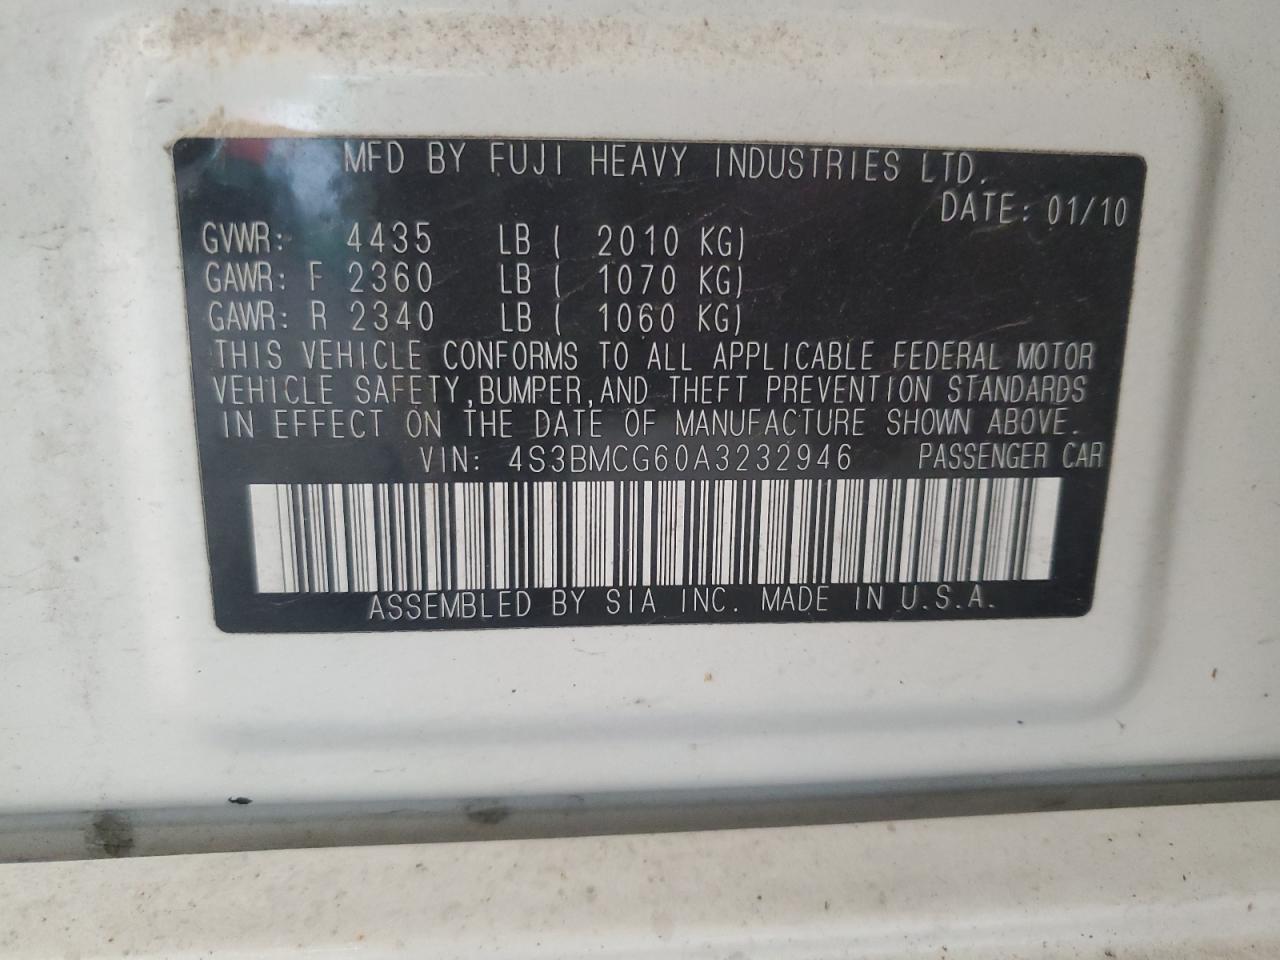 MFD BY FUJI HEAVY INDUSTRIES LTD.
DATE: 01/10
GVWR: 4435 LB ( 2010 KG)
GAWR: F 2360 LB ( 1070 KG)
GAWR: R 2340 LB ( 1060 KG)
THIS VEHICLE CONFORMS TO ALL APPLICABLE FEDERAL MOTOR
VEHICLE SAFETY,BUMPER,AND THEFT PREVENTION STANDARDS
IN EFFECT ON THE DATE OF MANUFACTURE SHOWN ABOVE.
VIN: 4S3BMCG60A3232946 PASSENGER CAR
ASSEMBLED BY SIA INC. MADE IN U.S.A.